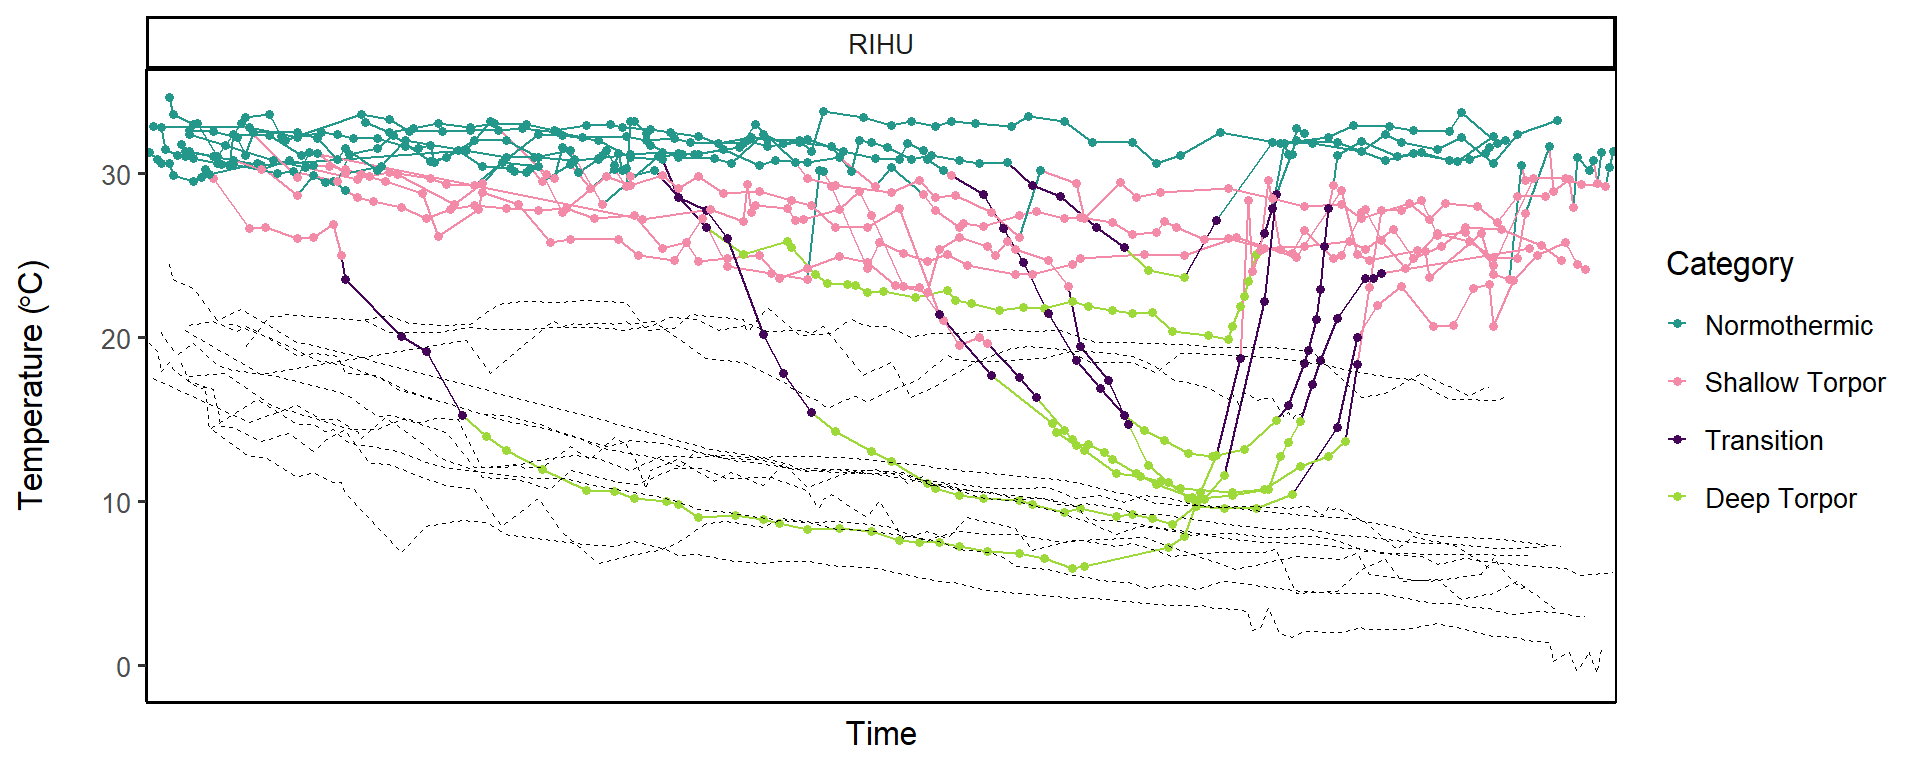 RIHU
Temperature (°C)
30
20
10
0
Time
Category
Normothermic
Shallow Torpor
Transition
Deep Torpor